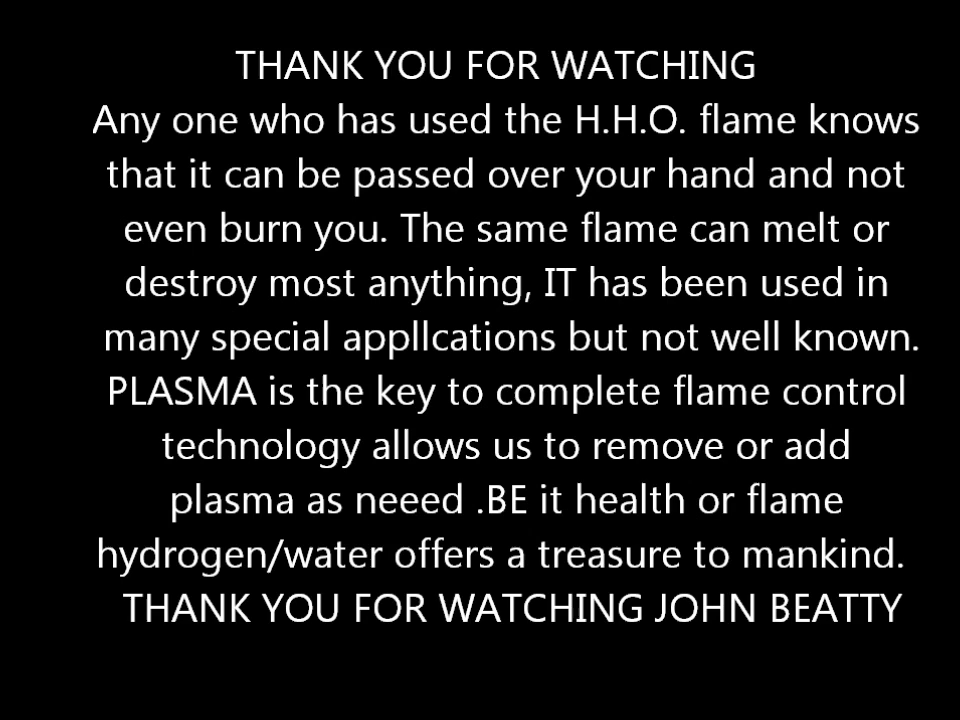 THANK YOU FOR WATCHING
Any one who has used the H.H.O. flame knows
that it can be passed over your hand and not
even burn you. The same flame can melt or
destroy most anything, IT has been used in
many special appllcations but not well known.
PLASMA is the key to complete flame control
technology allows us to remove or add
plasma as neeed .BE it health or flame
hydrogen/water offers a treasure to mankind.
THANK YOU FOR WATCHING JOHN BEATTY